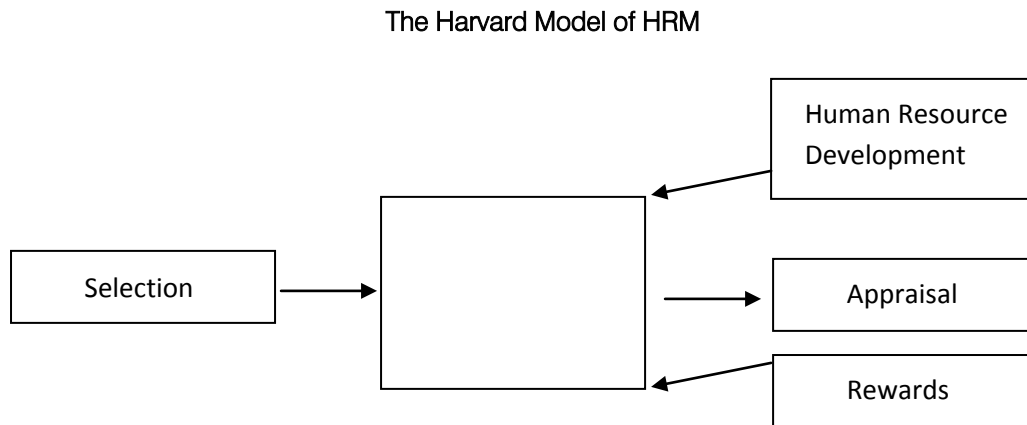 The Harvard Model of HRM
Human Resource
Development
Selection
Appraisal
Rewards